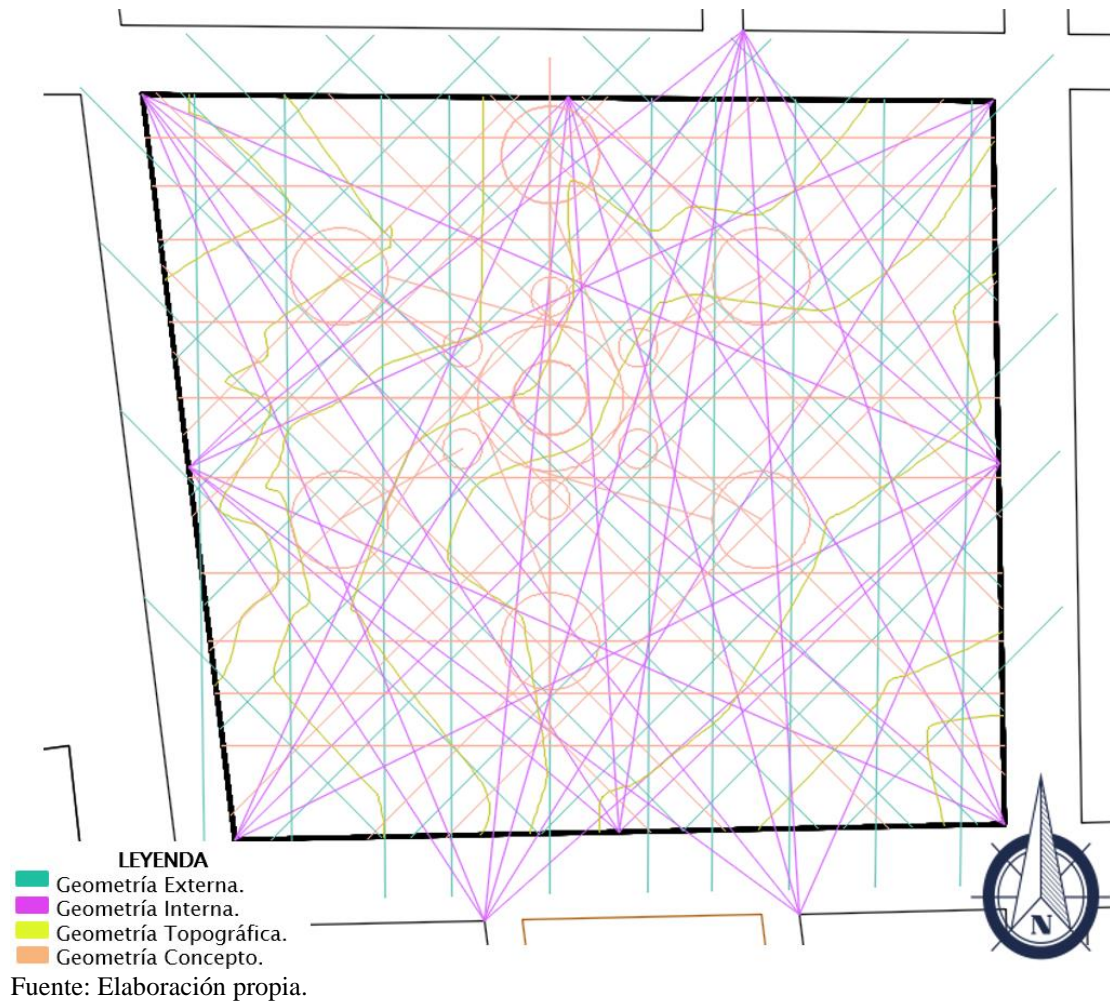 LEYENDA
Geometría Externa.
Geometría Interna.
Geometría Topográfica.
Geometría Concepto.
N
Fuente: Elaboración propia.